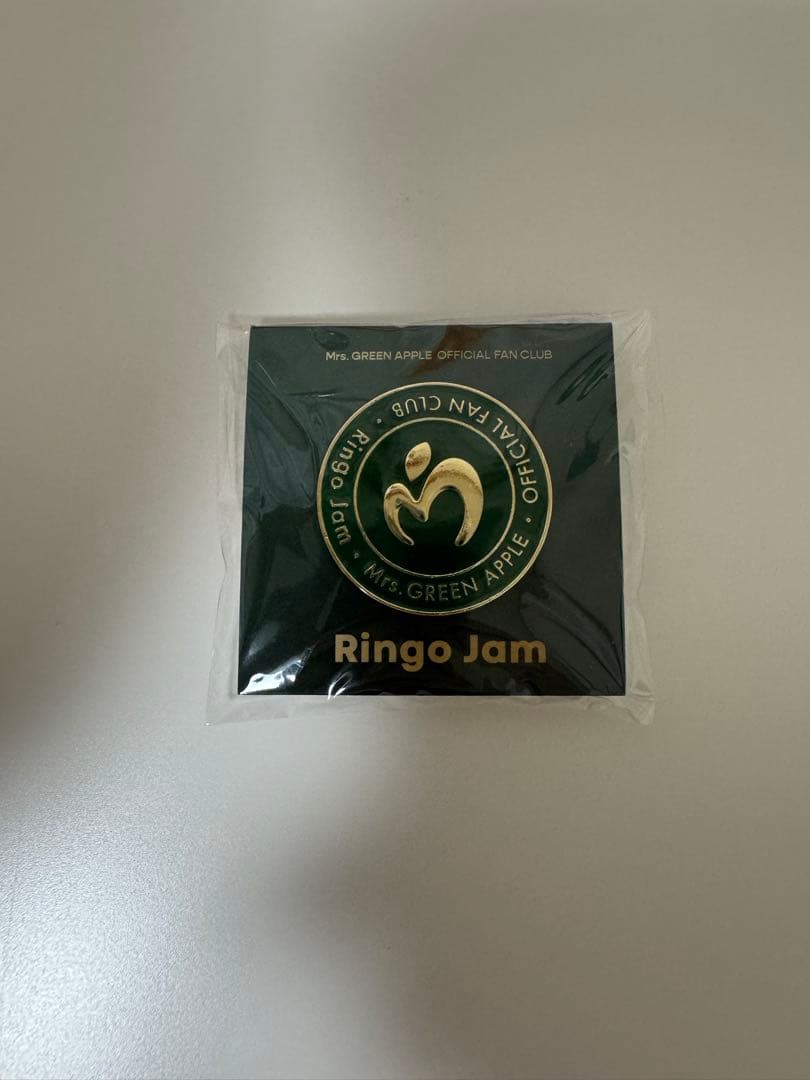 Mrs. GREEN APPLE OFFICIAL FAN CLUB
Mrs. GREEN APPLE • OFFICIAL FAN CLUB • Ringo Jam •
Ringo Jam